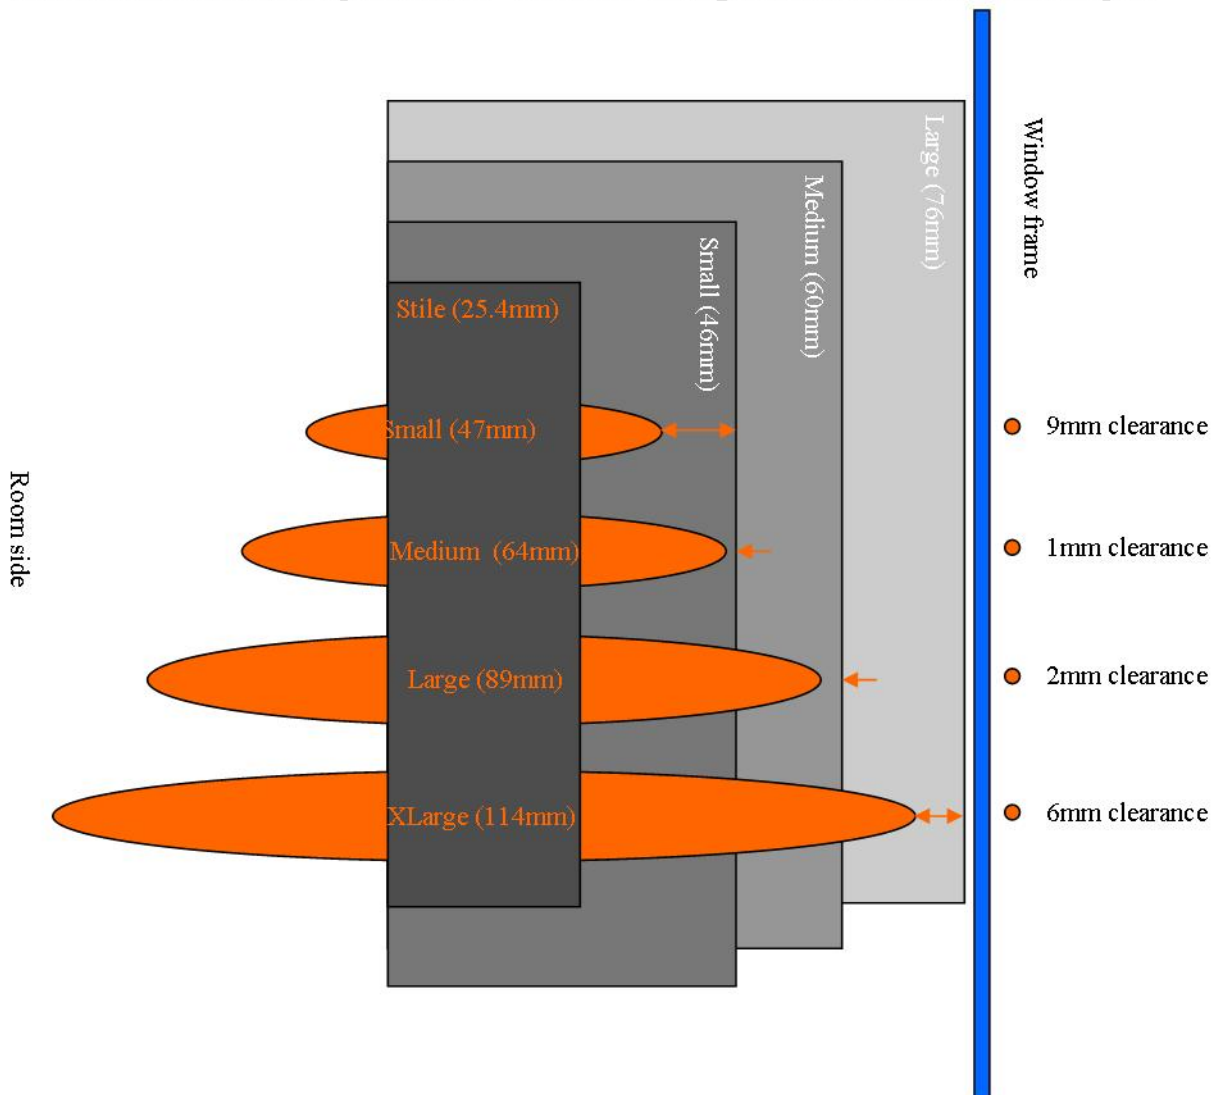 Large (76mm)
Window frame
Medium (60mm)
Small (46mm)
Stile (25.4mm)
Small (47mm)
9mm clearance
Room side
Medium (64mm)
1mm clearance
Large (89mm)
2mm clearance
XLarge (114mm)
6mm clearance